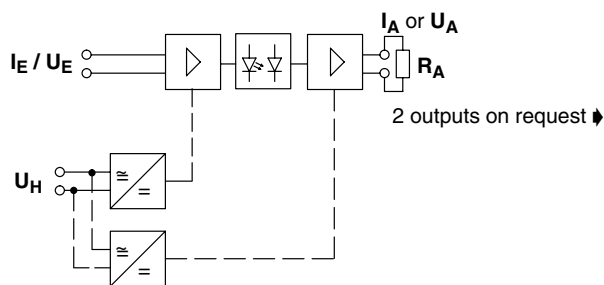 I_A or U_A
I_E / U_E
R_A
2 outputs on request
U_H
≅
=
≅
=